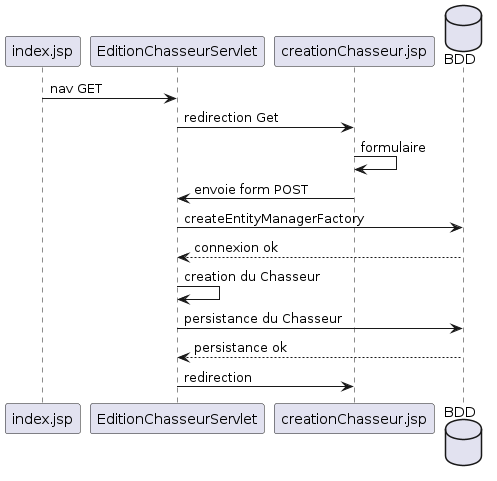 BDD
index.jsp EditionChasseurServlet creationChasseur.jsp
nav GET
redirection Get
formulaire
envoie form POST
createEntityManagerFactory
connexion ok
creation du Chasseur
persistance du Chasseur
persistance ok
redirection
BDD
index.jsp EditionChasseurServlet creationChasseur.jsp